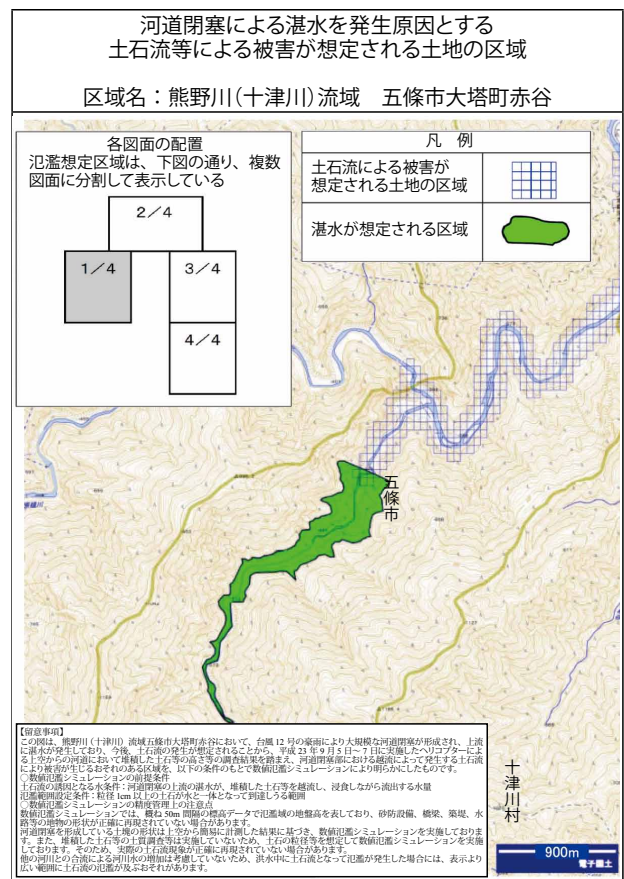 河道閉塞による湛水を発生原因とする
土石流等による被害が想定される土地の区域
区域名：熊野川(十津川)流域　五條市大塔町赤谷
各図面の配置
氾濫想定区域は、下図の通り、複数
図面に分割して表示している
2／4
1／4
3／4
4／4
凡　例
土石流による被害が
想定される土地の区域
湛水が想定される区域
五條市
十津川村
【留意事項】
この図は、熊野川（十津川）流域五條市大塔町赤谷において、台風 12 号の豪雨により大規模な河道閉塞が形成され、上流
に湛水が発生しており、今後、土石流の発生が想定されることから、平成 23 年 9 月 5 日～ 7 日に実施したヘリコプターによ
る上空からの河道において堆積した土石等の高さ等の調査結果を踏まえ、河道閉塞部における越流によって発生する土石流
により被害が生じるおそれのある区域を、以下の条件のもとで数値氾濫シミュレーションにより明らかにしたものです。
○数値氾濫シミュレーションの前提条件
土石流の誘因となる水条件：河道閉塞の上流の湛水が、堆積した土石等を越流し、浸食しながら流出する水量
氾濫範囲設定条件：粒径 1cm 以上の土石が水と一体となって到達しうる範囲
○数値氾濫シミュレーションの精度管理上の注意点
数値氾濫シミュレーションでは、概ね 50m 間隔の標高データで氾濫域の地盤高を表しており、砂防設備、橋梁、築堤、水
路等の地物の形状が正確に再現されていない場合があります。
河道閉塞を形成している土塊の形状は上空から簡易に計測した結果に基づき、数値氾濫シミュレーションを実施しておりま
す。また、堆積した土石等の土質調査等は実施していないため、土石の粒径等を想定して数値氾濫シミュレーションを実施
しております。そのため、実際の土石流現象が正確に再現されていない場合があります。
他の河川との合流による河川水の増加は考慮していないため、洪水中に土石流となって氾濫が発生した場合には、表示より
広い範囲に土石流の氾濫が及ぶおそれがあります。
900m
電子国土